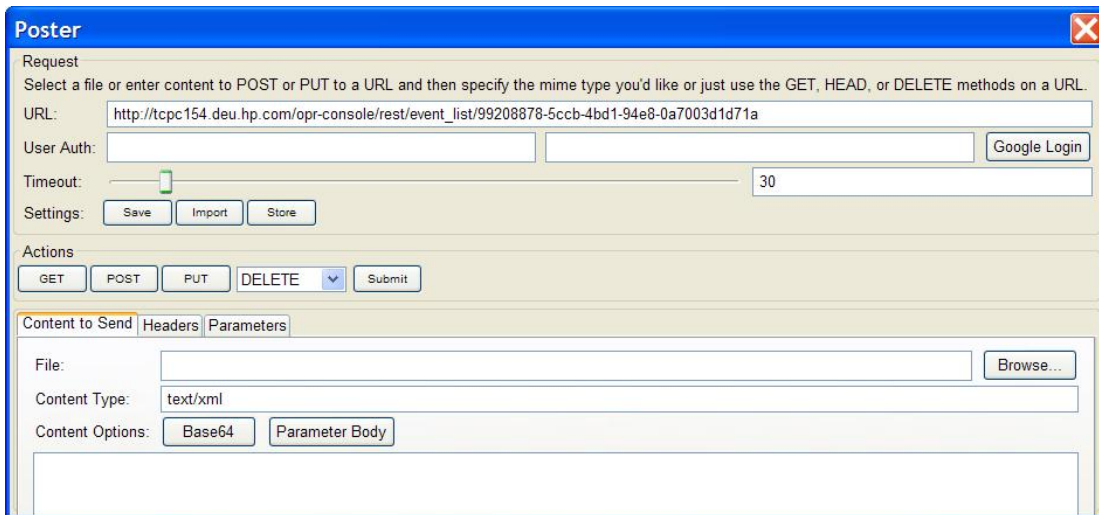 Poster
Request
Select a file or enter content to POST or PUT to a URL and then specify the mime type you'd like or just use the GET, HEAD, or DELETE methods on a URL.
URL: http://tcpc154.deu.hp.com/opr-console/rest/event_list/99208878-5ccb-4bd1-94e8-0a7003d1d71a
User Auth: Google Login
Timeout: 30
Settings: Save Import Store
Actions
GET POST PUT DELETE Submit
Content to Send Headers Parameters
File: Browse...
Content Type: text/xml
Content Options: Base64 Parameter Body